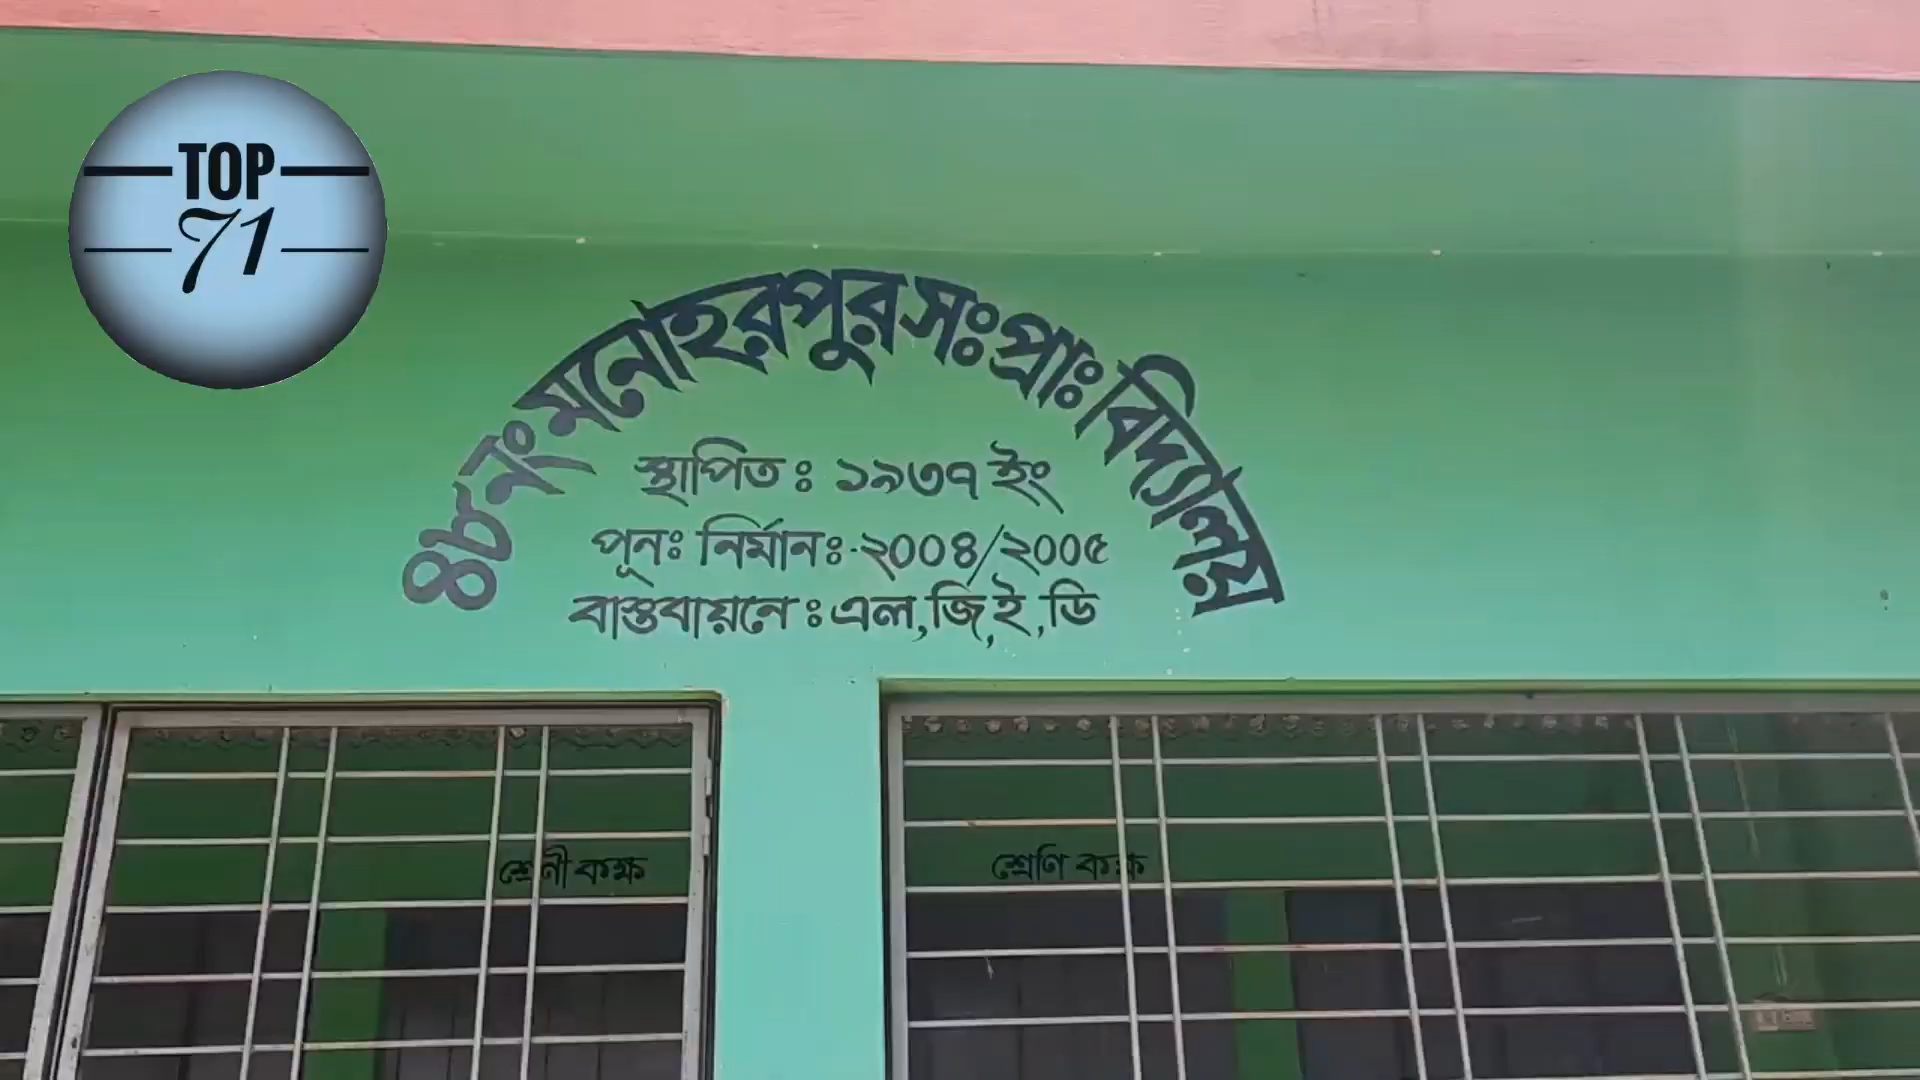 TOP
71
৪৮নং মনোহরপুর সঃ প্রাঃ বিদ্যালয়
স্থাপিত ঃ ১৯৩৭ ইং
পূনঃ নির্মানঃ-২০০৪/২০০৫
বাস্তবায়নে ঃ এল,জি,ই,ডি
শ্রেনী কক্ষ
শ্রেণি কক্ষ